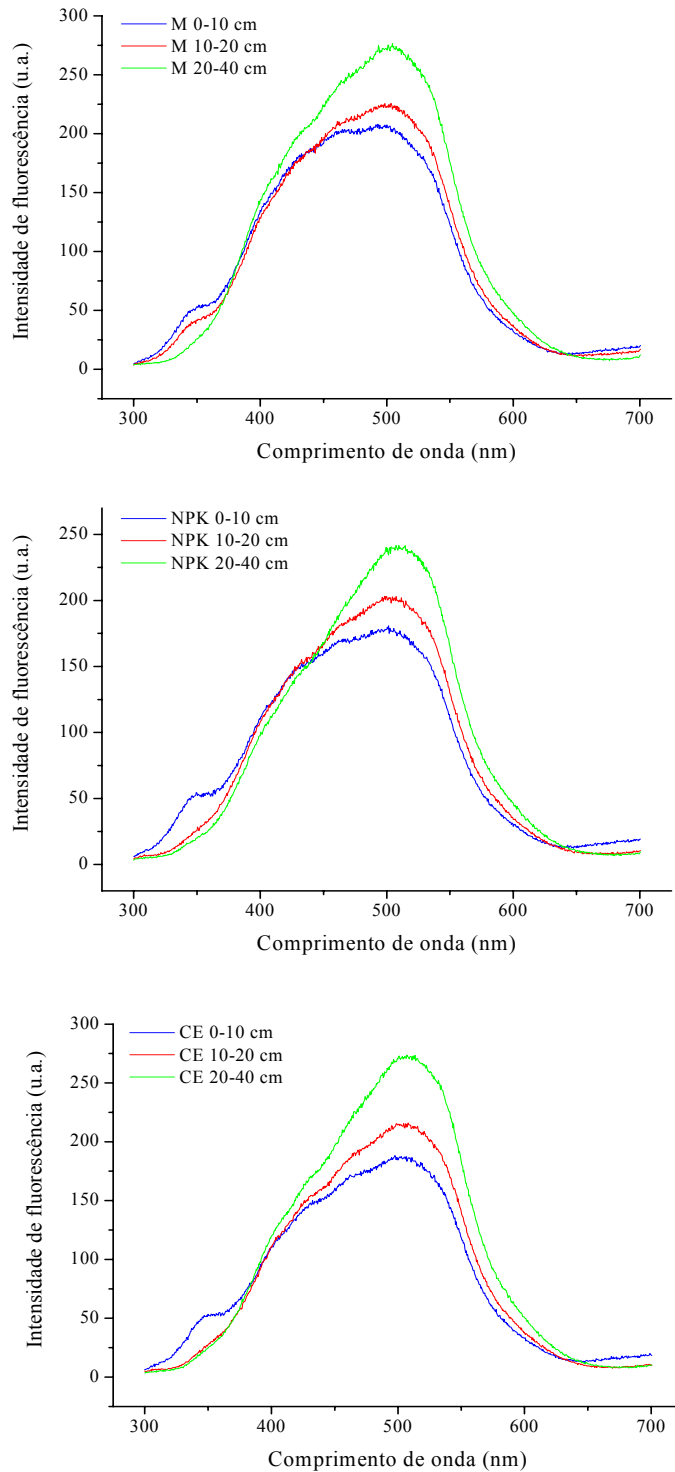 300
250
200
150
100
50
0
Intensidade de fluorescência (u.a.)
M 0-10 cm
M 10-20 cm
M 20-40 cm
300 400 500 600 700
Comprimento de onda (nm)
250
200
150
100
50
0
Intensidade de fluorescência (u.a.)
NPK 0-10 cm
NPK 10-20 cm
NPK 20-40 cm
300 400 500 600 700
Comprimento de onda (nm)
300
250
200
150
100
50
0
Intensidade de fluorescência (u.a.)
CE 0-10 cm
CE 10-20 cm
CE 20-40 cm
300 400 500 600 700
Comprimento de onda (nm)